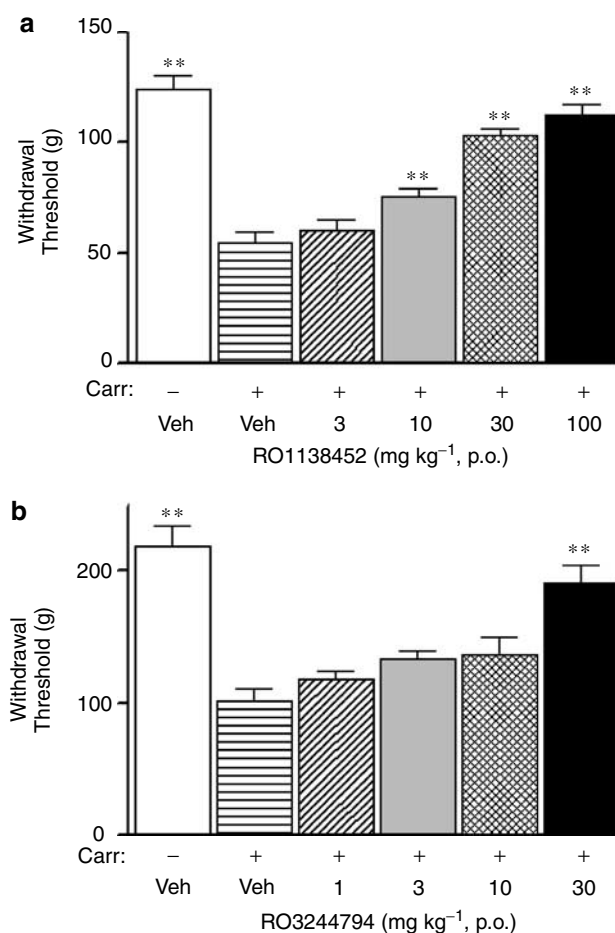 a
150
100
50
0
Withdrawal
Threshold (g)
**
**
**
**
Carr: – + + + + +
Veh Veh 3 10 30 100
RO1138452 (mg kg⁻¹, p.o.)
b
200
100
0
Withdrawal
Threshold (g)
**
**
Carr: – + + + + +
Veh Veh 1 3 10 30
RO3244794 (mg kg⁻¹, p.o.)